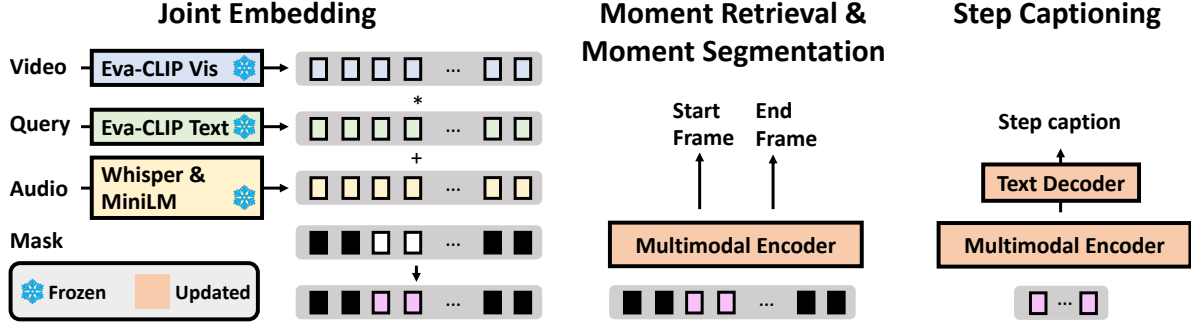 Joint Embedding
Video
Eva-CLIP Vis
...
*
Query
Eva-CLIP Text
...
+
Audio
Whisper &
MiniLM
...
Mask
...
Frozen
Updated
...
Moment Retrieval &
Moment Segmentation
Start
Frame
End
Frame
Multimodal Encoder
...
Step Captioning
Step caption
Text Decoder
Multimodal Encoder
...